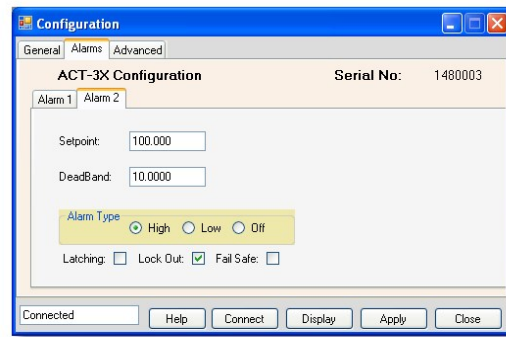 Configuration
General Alarms Advanced
ACT-3X Configuration Serial No: 1480003
Alarm 1 Alarm 2
Setpoint: 100.000
DeadBand: 10.0000
Alarm Type
High Low Off
Latching: Lock Out: Fail Safe:
Connected Help Connect Display Apply Close